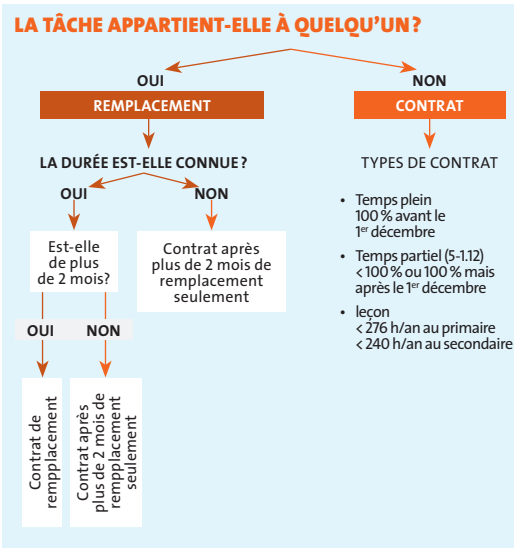 LA TÂCHE APPARTIENT-ELLE À QUELQU'UN?
OUI
REMPLACEMENT
LA DURÉE EST-ELLE CONNUE?
OUI
NON
Est-elle
de plus
de 2 mois?
Contrat après
plus de 2 mois de
remplacement
seulement
OUI
NON
Contrat de
rempplacement
Contrat après
plus de 2 mois de
rempplacement
seulement
NON
CONTRAT
TYPES DE CONTRAT
• Temps plein
100 % avant le
1er décembre
• Temps partiel (5-1.12)
< 100 % ou 100 % mais
après le 1er décembre
• leçon
< 276 h/an au primaire
< 240 h/an au secondaire